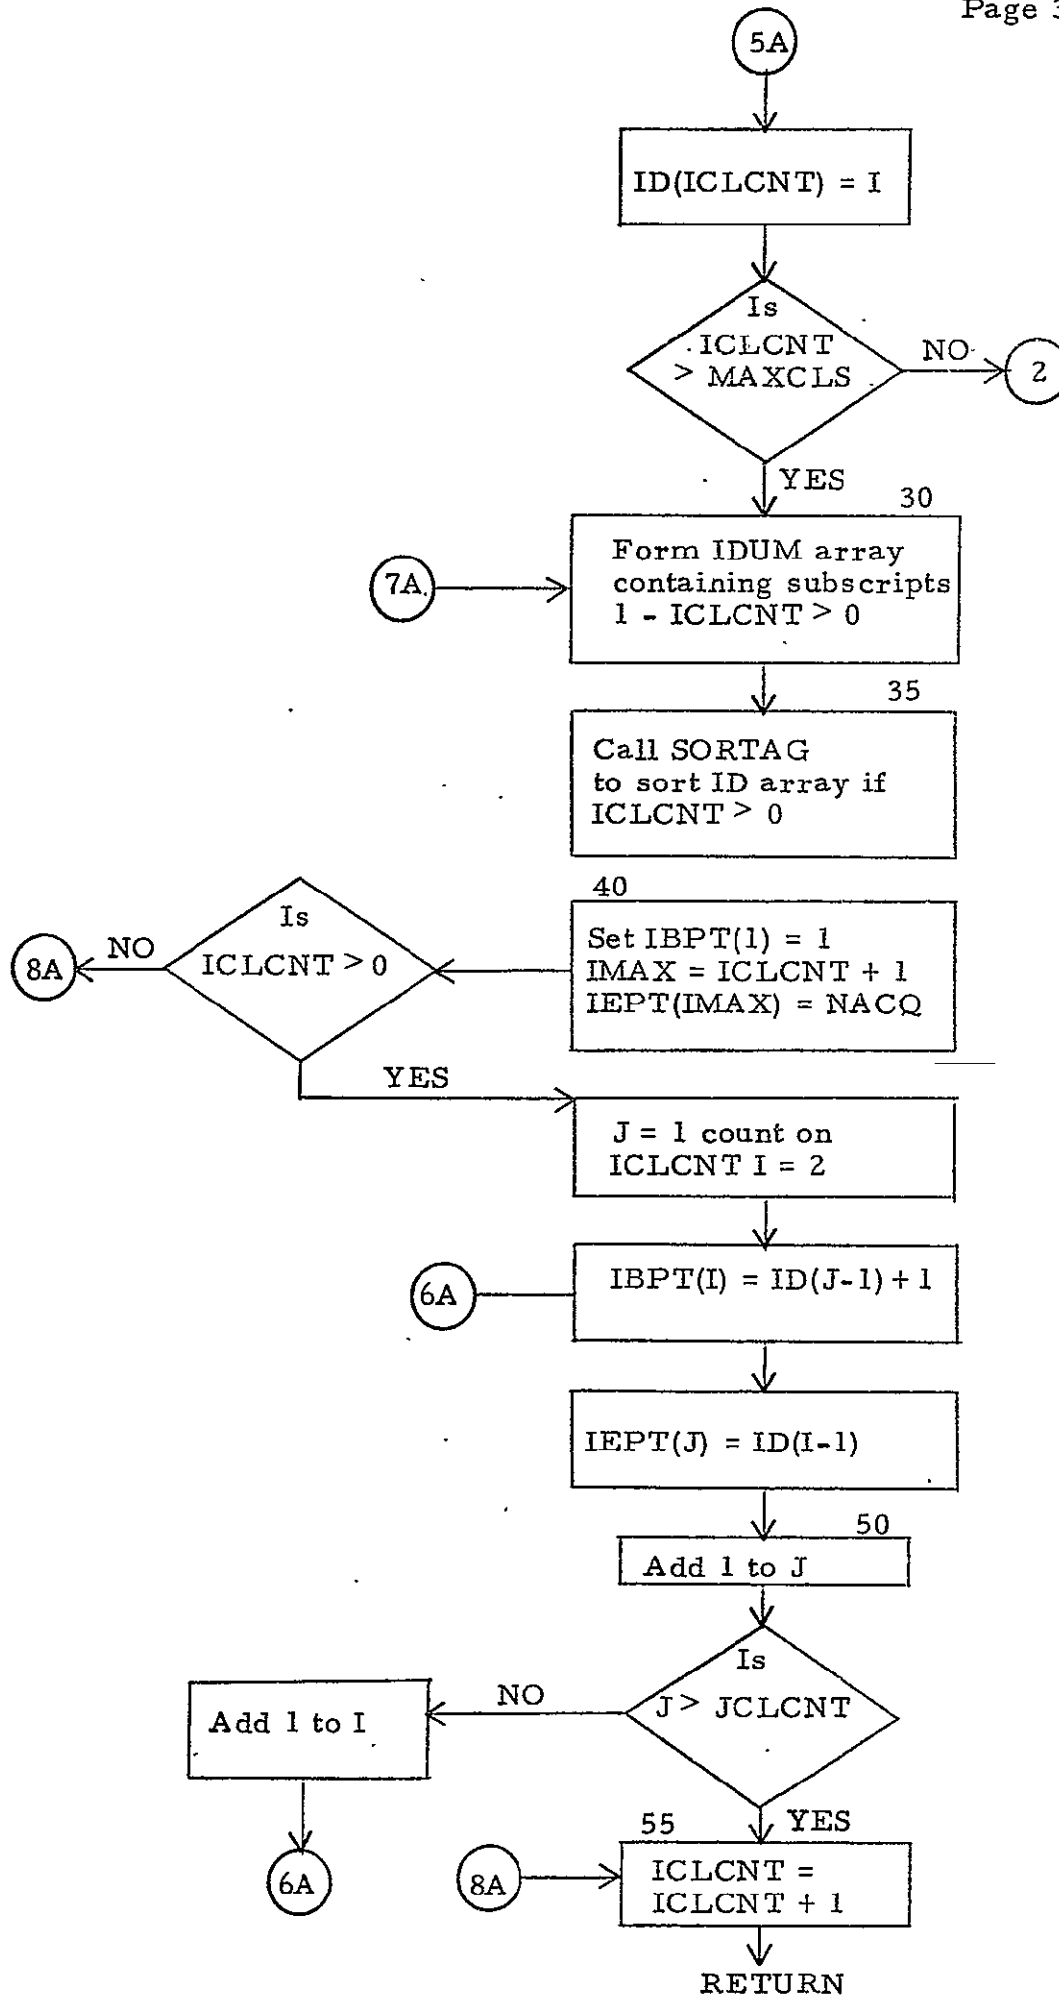 Page 3
5A
ID(ICLCNT) = I
Is
ICLCNT
> MAXCLS
NO
2
YES
30
7A
Form IDUM array
containing subscripts
1 - ICLCNT > 0
35
Call SORTAG
to sort ID array if
ICLCNT > 0
40
Set IBPT(1) = 1
IMAX = ICLCNT + 1
IEPT(IMAX) = NACQ
Is
ICLCNT > 0
NO
8A
YES
J = 1 count on
ICLCNT I = 2
6A
IBPT(I) = ID(J-1) + 1
IEPT(J) = ID(I-1)
50
Add 1 to J
Is
J > JCLCNT
NO
Add 1 to I
6A
YES
55
8A
ICLCNT =
ICLCNT + 1
RETURN